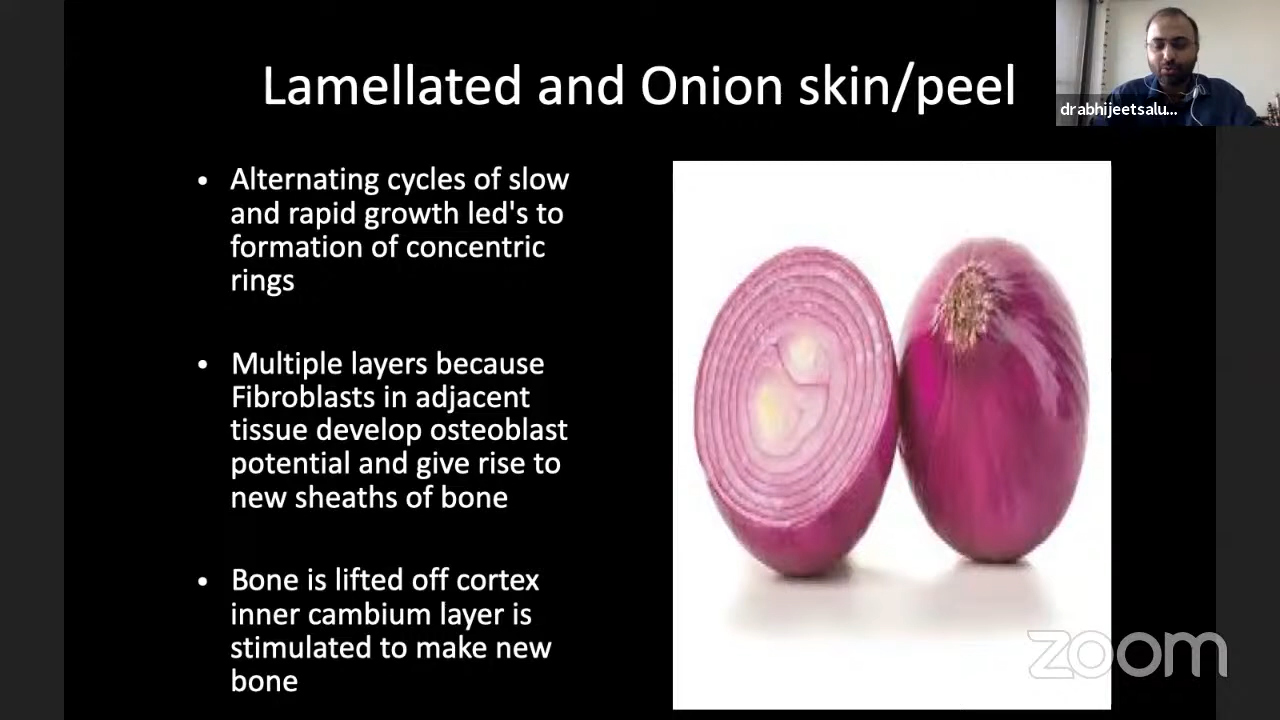 Lamellated and Onion skin/peel
drabhijeetsalu...
• Alternating cycles of slow
and rapid growth led's to
formation of concentric
rings
• Multiple layers because
Fibroblasts in adjacent
tissue develop osteoblast
potential and give rise to
new sheaths of bone
• Bone is lifted off cortex
inner cambium layer is
stimulated to make new
bone
zoom